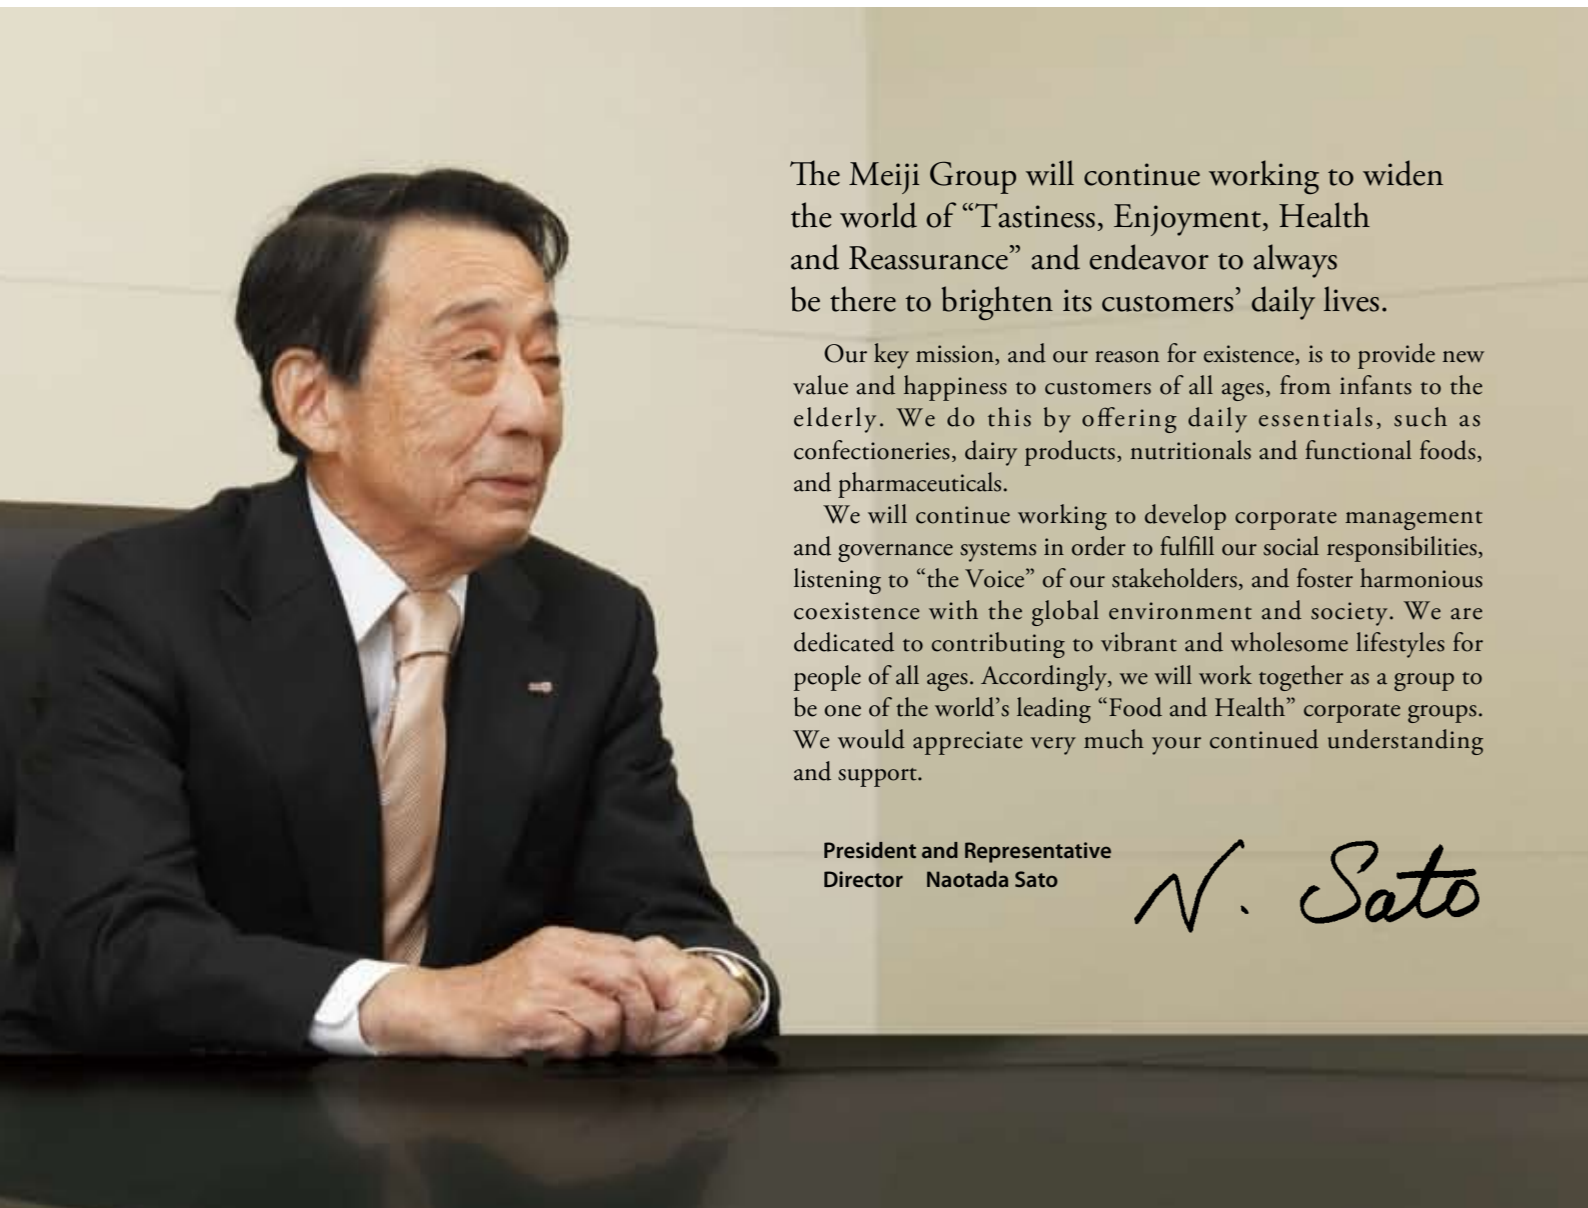 The Meiji Group will continue working to widen
the world of “Tastiness, Enjoyment, Health
and Reassurance” and endeavor to always
be there to brighten its customers’ daily lives.
Our key mission, and our reason for existence, is to provide new
value and happiness to customers of all ages, from infants to the
elderly. We do this by offering daily essentials, such as
confectioneries, dairy products, nutritionals and functional foods,
and pharmaceuticals.
We will continue working to develop corporate management
and governance systems in order to fulfill our social responsibilities,
listening to “the Voice” of our stakeholders, and foster harmonious
coexistence with the global environment and society. We are
dedicated to contributing to vibrant and wholesome lifestyles for
people of all ages. Accordingly, we will work together as a group to
be one of the world’s leading “Food and Health” corporate groups.
We would appreciate very much your continued understanding
and support.
President and Representative
Director Naotada Sato
N. Sato